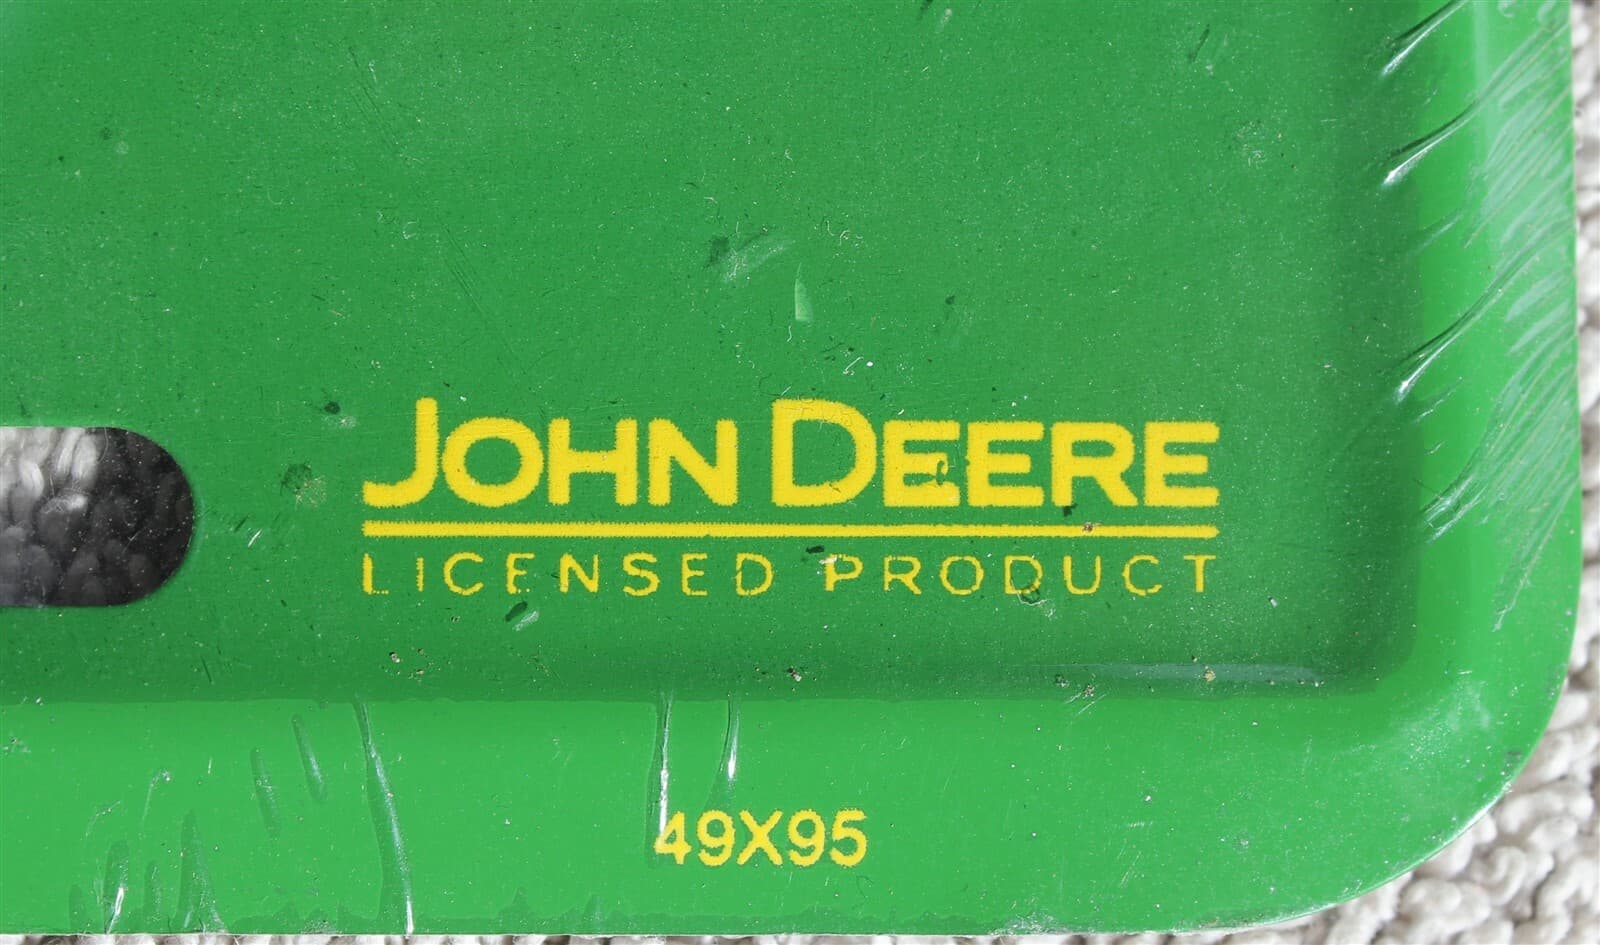 JOHN DEERE
LICENSED PRODUCT
49X95